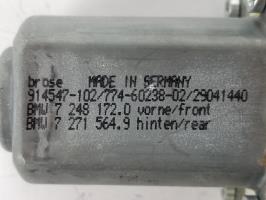 brose MADE IN GERMANY
914547-102/774-60238-02/29041440
BMW 7 248 172.0 vorne/front
BMW 7 271 564.9 hinten/rear